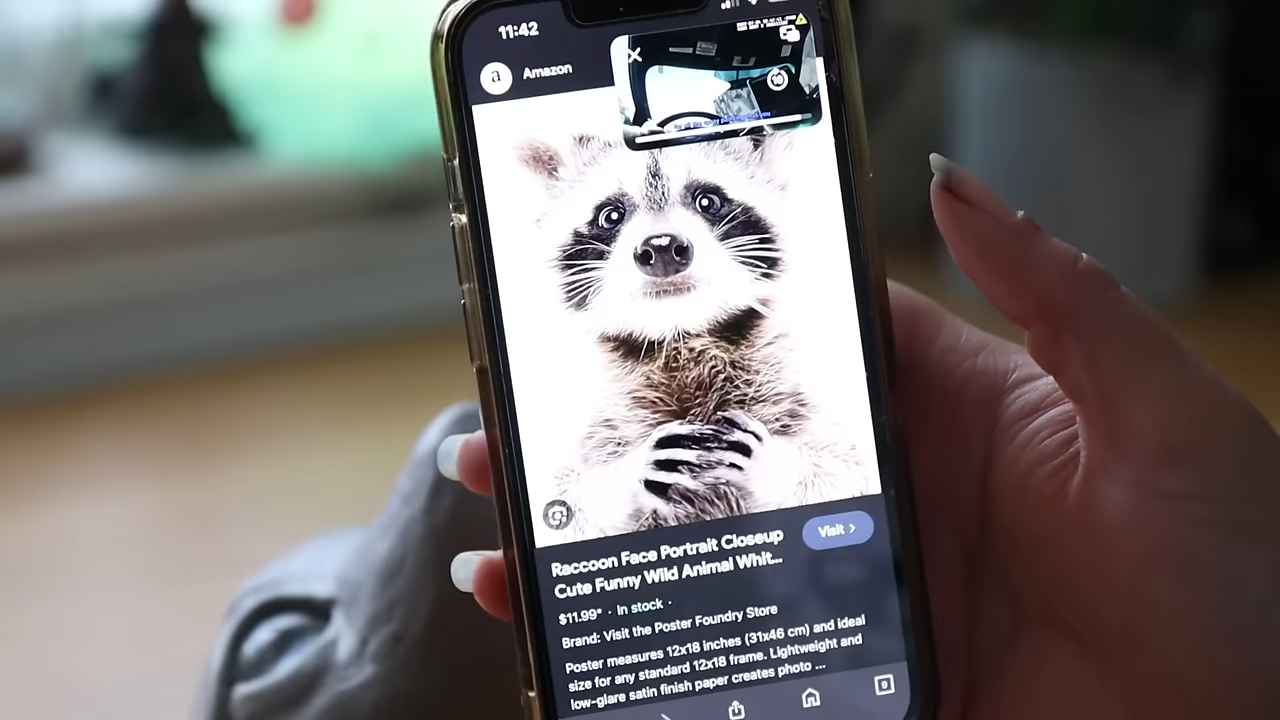 11:42
a
Amazon
10
Raccoon Face Portrait Closeup
Cute Funny Wild Animal Whit...
Visit >
$11.99* · In stock ·
Brand: Visit the Poster Foundry Store
Poster measures 12x18 inches (31x46 cm) and ideal
size for any standard 12x18 frame. Lightweight and
low-glare satin finish paper creates photo ...
9